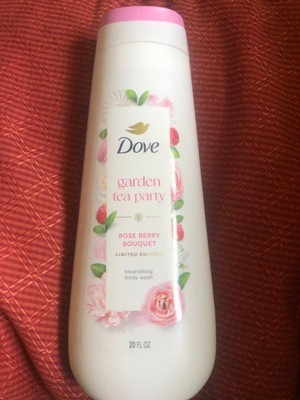 Dove
garden
tea party
ROSE BERRY
BOUQUET
LIMITED EDITION
nourishing
body wash
20 FL OZ